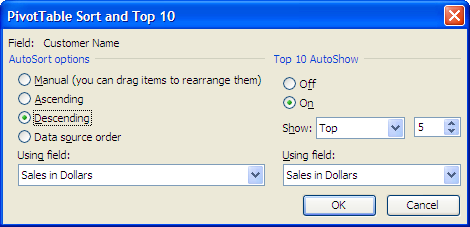 PivotTable Sort and Top 10
Field: Customer Name
AutoSort options
Manual (you can drag items to rearrange them)
Ascending
Descending
Data source order
Using field:
Sales in Dollars
Top 10 AutoShow
Off
On
Show: Top 5
Using field:
Sales in Dollars
OK Cancel